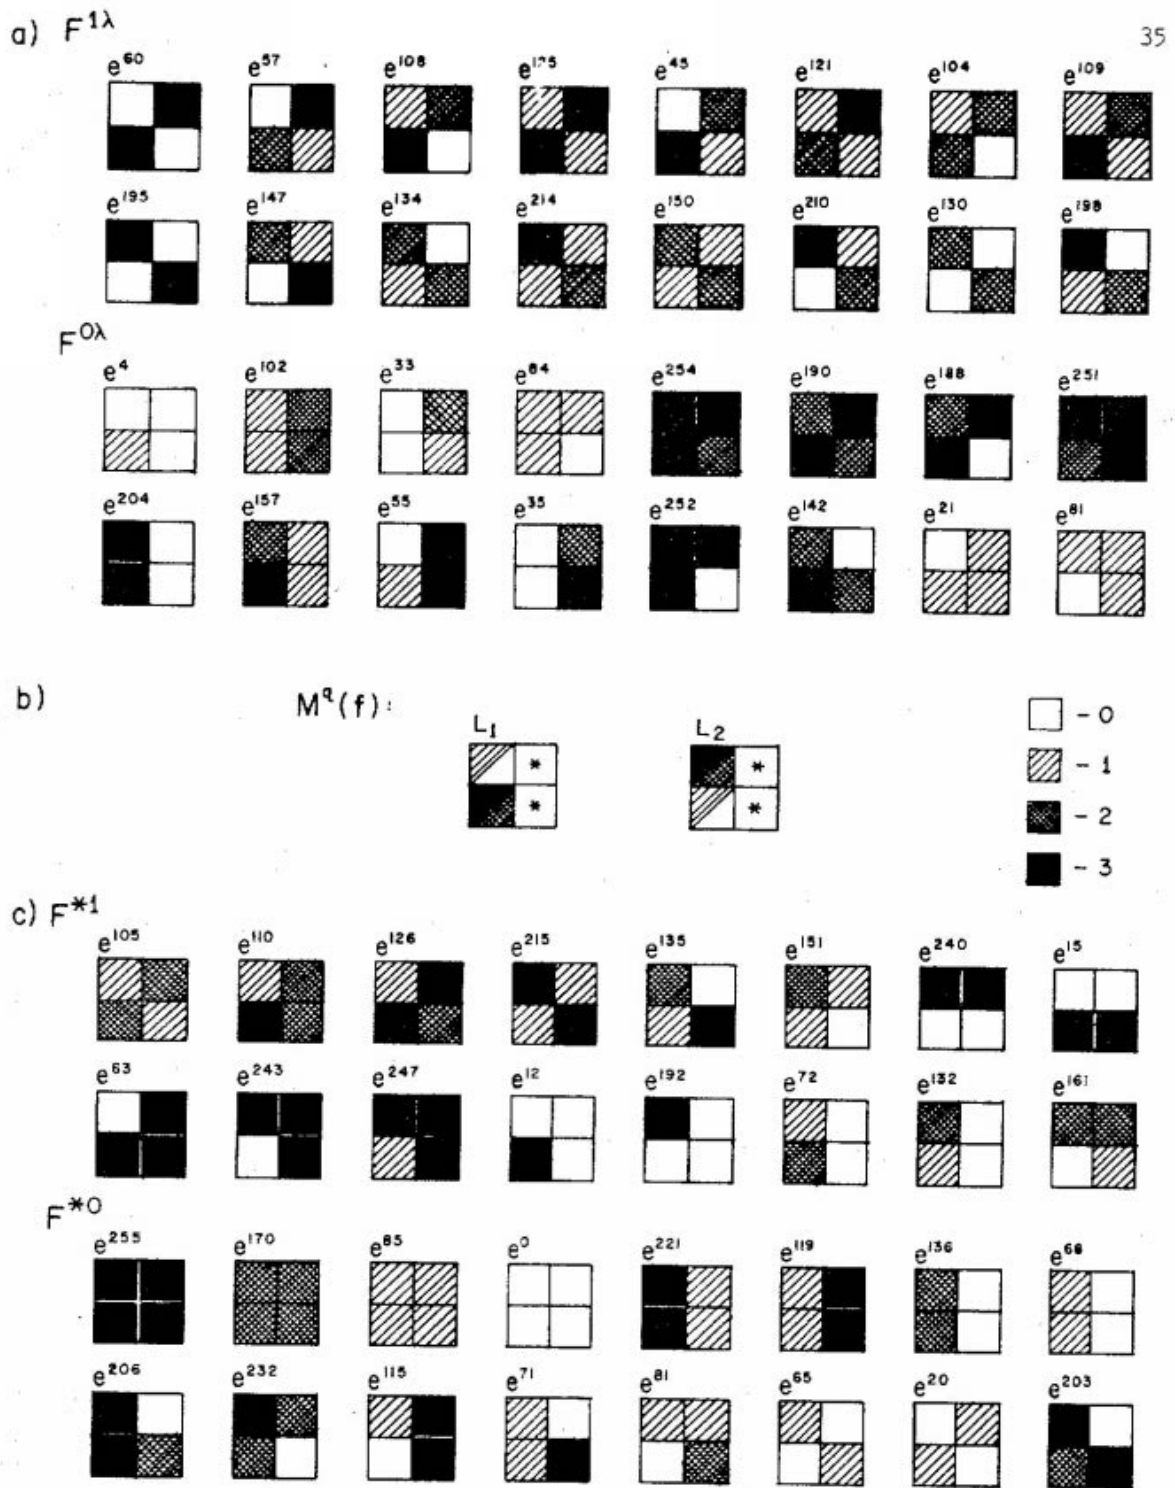 35
a) F^1λ
e^60 e^57 e^108 e^125 e^45 e^121 e^104 e^109
e^195 e^147 e^134 e^214 e^150 e^210 e^130 e^198
F^0λ
e^4 e^102 e^33 e^84 e^254 e^190 e^188 e^251
e^204 e^157 e^55 e^35 e^252 e^142 e^21 e^81
b) M^q(f):
L_1 L_2
* *
* *
- 0
- 1
- 2
- 3
c) F^*1
e^105 e^110 e^126 e^215 e^135 e^151 e^240 e^15
e^63 e^243 e^247 e^12 e^192 e^72 e^132 e^161
F^*0
e^255 e^170 e^85 e^0 e^221 e^119 e^136 e^68
e^206 e^232 e^115 e^71 e^81 e^65 e^20 e^203